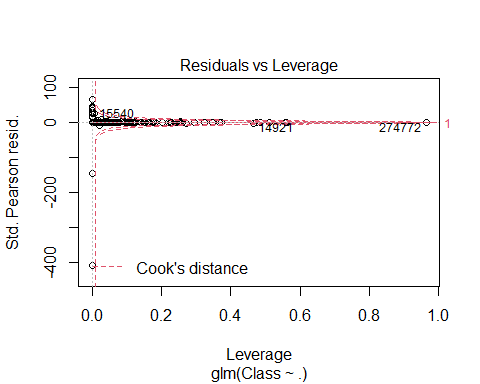 Residuals vs Leverage
Std. Pearson resid.
100
0
-200
-400
15540
14921
274772
1
Cook's distance
0.0 0.2 0.4 0.6 0.8 1.0
Leverage
glm(Class ~ .)